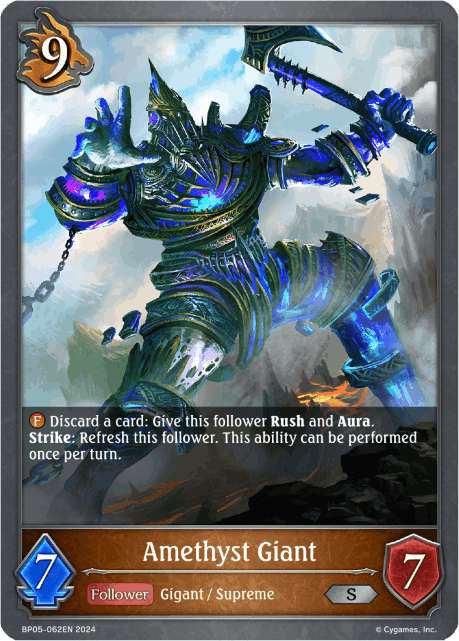 9
F Discard a card: Give this follower Rush and Aura.
Strike: Refresh this follower. This ability can be performed
once per turn.
Amethyst Giant
7
Follower Gigant / Supreme
S
7
BP05-062EN 2024
© Cygames, Inc.